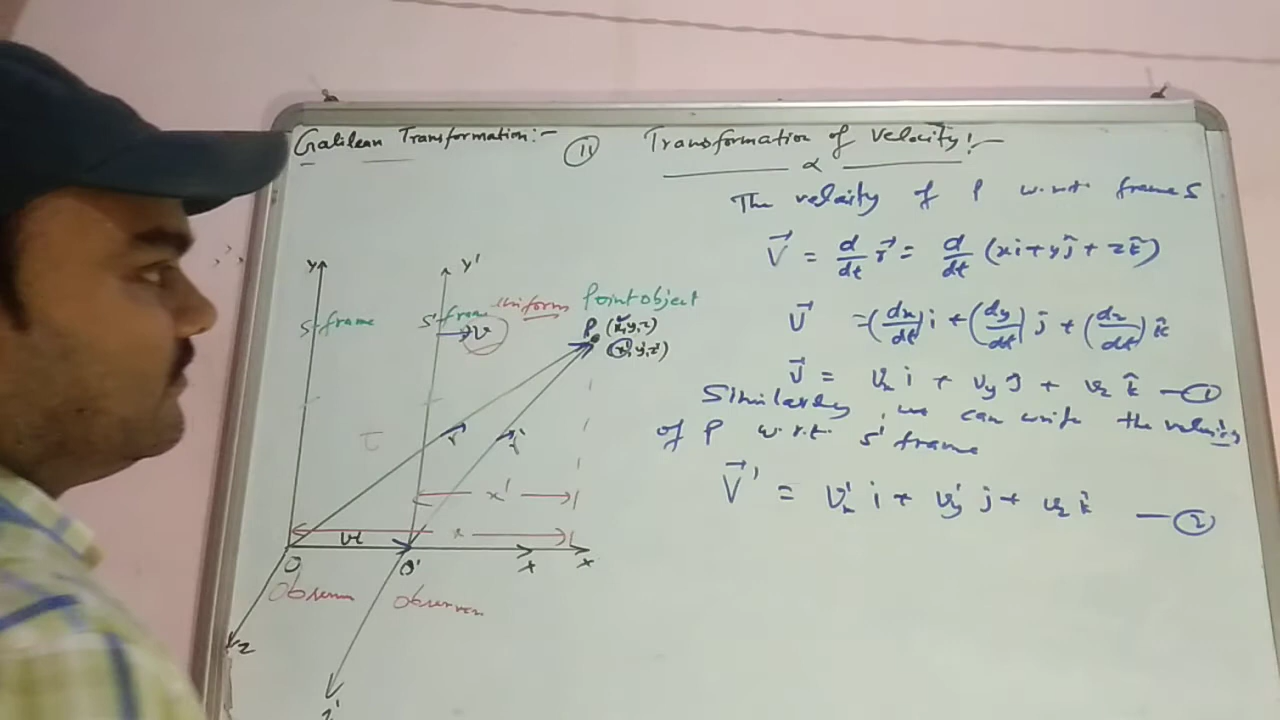 Galilean Transformation:-
11
Transformation of Velocity!-
The velocity of P w.r.t. frame S
V⃗ = d/dt r⃗ = d/dt (xi + yĵ + zk̂)
V⃗ = (dx/dt) i + (dy/dt) ĵ + (dz/dt) k̂
V⃗ = vx i + vy ĵ + vz k̂ — 1
Similarly, we can write the velocity
of P w.r.t. S' frame
V⃗' = v'x i + v'y j + vz k̂ — 2
y
y'
S-frame
S'-frame
uniform
v
Point object
P (x,y,z)
(x',y',z')
r
r'
x'
x
vt
O
O'
x
x
Observer
z
z'